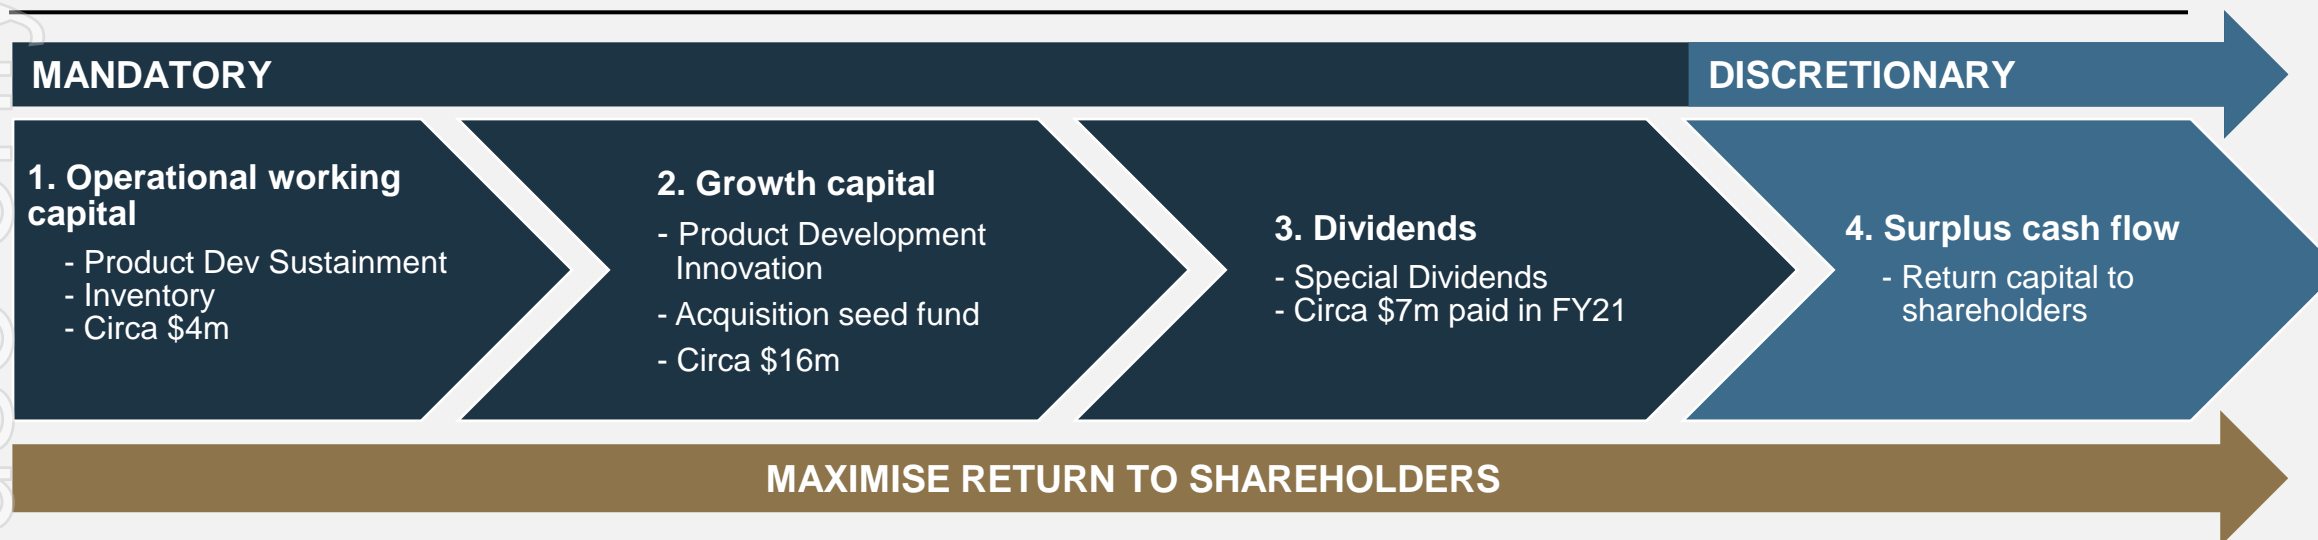 MANDATORY
DISCRETIONARY
1. Operational working
capital
- Product Dev Sustainment
- Inventory
- Circa $4m
2. Growth capital
- Product Development
Innovation
- Acquisition seed fund
- Circa $16m
3. Dividends
- Special Dividends
- Circa $7m paid in FY21
4. Surplus cash flow
- Return capital to
shareholders
MAXIMISE RETURN TO SHAREHOLDERS